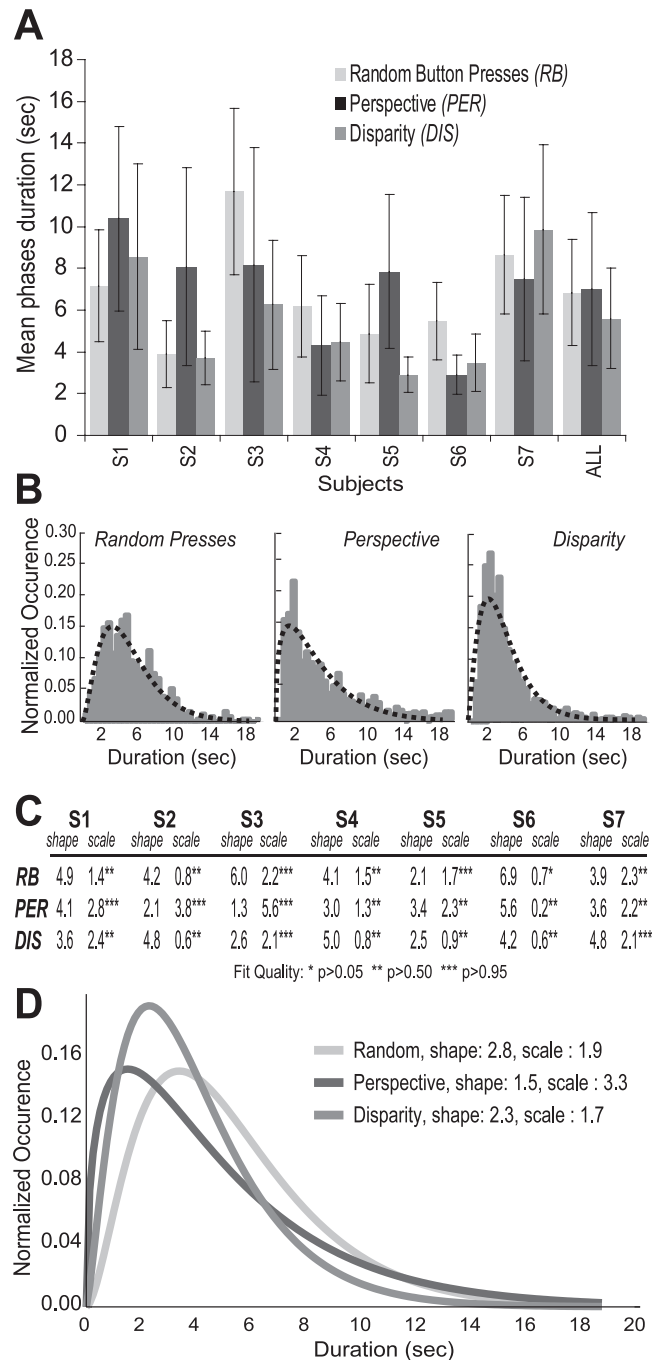 A
Mean phases duration (sec)
18
16
14
12
10
8
6
4
2
0
Random Button Presses (RB)
Perspective (PER)
Disparity (DIS)
S1 S2 S3 S4 S5 S6 S7 ALL
Subjects
B
Normalized Occurence
0.30
0.25
0.20
0.15
0.10
0.05
0.00
Random Presses Perspective Disparity
2 6 10 14 18 2 6 10 14 18 2 6 10 14 18
Duration (sec) Duration (sec) Duration (sec)
C
S1 S2 S3 S4 S5 S6 S7
shape scale shape scale shape scale shape scale shape scale shape scale shape scale
RB 4.9 1.4** 4.2 0.8** 6.0 2.2*** 4.1 1.5** 2.1 1.7*** 6.9 0.7* 3.9 2.3**
PER 4.1 2.8*** 2.1 3.8*** 1.3 5.6*** 3.0 1.3** 3.4 2.3** 5.6 0.2** 3.6 2.2**
DIS 3.6 2.4** 4.8 0.6** 2.6 2.1*** 5.0 0.8** 2.5 0.9** 4.2 0.6** 4.8 2.1***
Fit Quality: * p>0.05 ** p>0.50 *** p>0.95
D
Normalized Occurence
0.16
0.12
0.08
0.04
0.00
Random, shape: 2.8, scale : 1.9
Perspective, shape: 1.5, scale : 3.3
Disparity, shape: 2.3, scale : 1.7
0 2 4 6 8 10 12 14 16 18 20
Duration (sec)